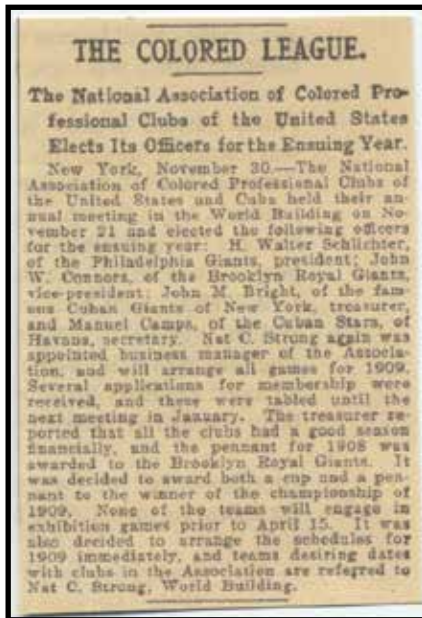 THE COLORED LEAGUE.
The National Association of Colored Pro-
fessional Clubs of the United States
Elects Its Officers for the Ensuing Year.
New York, November 30.—The National
Association of Colored Professional Clubs of
the United States and Cuba held their an-
nual meeting in the World Building on No-
vember 21 and elected the following officers
for the ensuing year: H. Walter Schlichter,
of the Philadelphia Giants, president; John
W. Connors, of the Brooklyn Royal Giants,
vice-president; John M. Bright, of the fam-
ous Cuban Giants of New York, treasurer,
and Manuel Camps, of the Cuban Stars, of
Havana, secretary. Nat C. Strong again was
appointed business manager of the Associa-
tion, and will arrange all games for 1909.
Several applications for membership were
received, and these were tabled until the
next meeting in January. The treasurer re-
ported that all the clubs had a good season
financially, and the pennant for 1908 was
awarded to the Brooklyn Royal Giants. It
was decided to award both a cup and a pen-
nant to the winner of the championship of
1909. None of the teams will engage in
exhibition games prior to April 15. It was
also decided to arrange the schedules for
1909 immediately, and teams desiring dates
with clubs in the Association are referred to
Nat C. Strong, World Building.